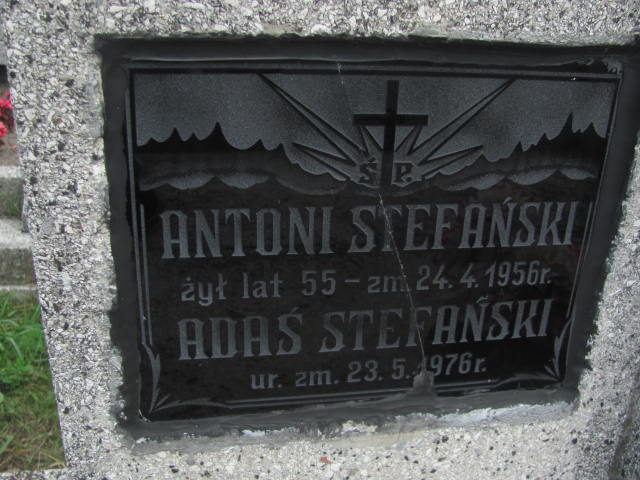 Ś. P.
ANTONI STEFAŃSKI
żył lat 55 - zm. 24. 4. 1956r.
ADAŚ STEFAŃSKI
ur. zm. 23. 5. 1976r.